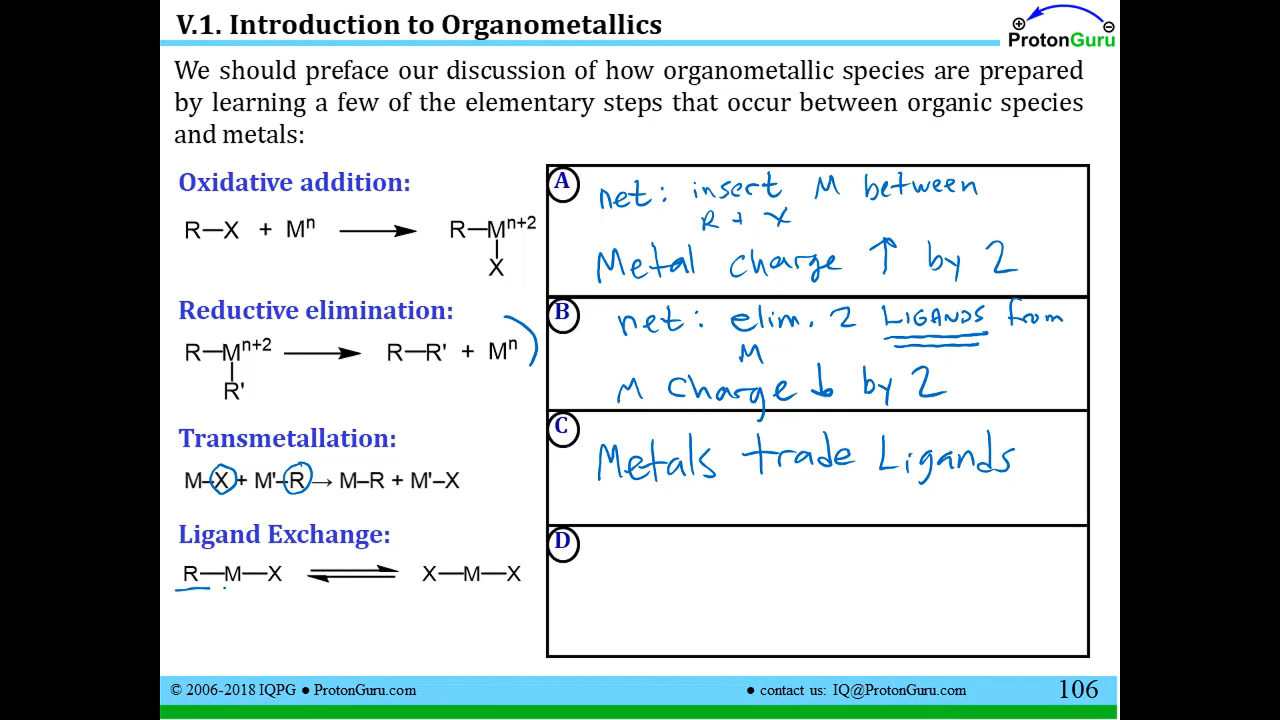 V.1. Introduction to Organometallics
⊕ ⊖
ProtonGuru
We should preface our discussion of how organometallic species are prepared
by learning a few of the elementary steps that occur between organic species
and metals:
Oxidative addition:
R—X + Mⁿ ⟶ R—Mⁿ⁺²
X
Reductive elimination:
R—Mⁿ⁺² ⟶ R—R' + Mⁿ
R'
Transmetallation:
M–X + M'–R → M–R + M'–X
Ligand Exchange:
R—M—X ⇌ X—M—X
A
net: insert M between
R + X
Metal charge ↑ by 2
B
net: elim. 2 LIGANDS from
M
M charge ↓ by 2
C
Metals trade Ligands
D
© 2006-2018 IQPG ● ProtonGuru.com
● contact us: IQ@ProtonGuru.com
106